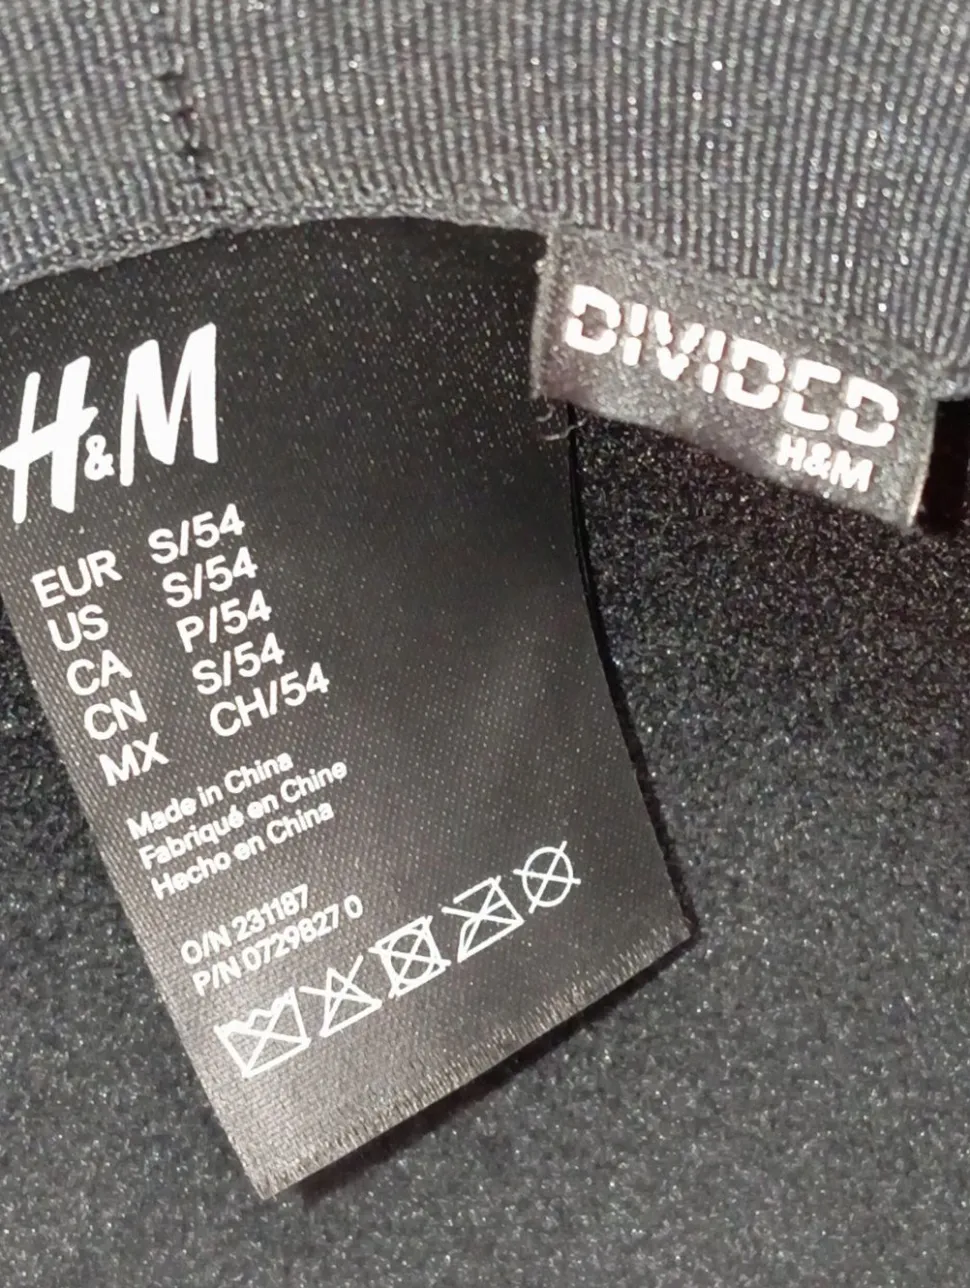 H&M
DIVIDED
H&M
EUR S/54
US S/54
CA P/54
CN S/54
MX CH/54
Made in China
Fabriqué en Chine
Hecho en China
O/N 231187
P/N 0729827 0